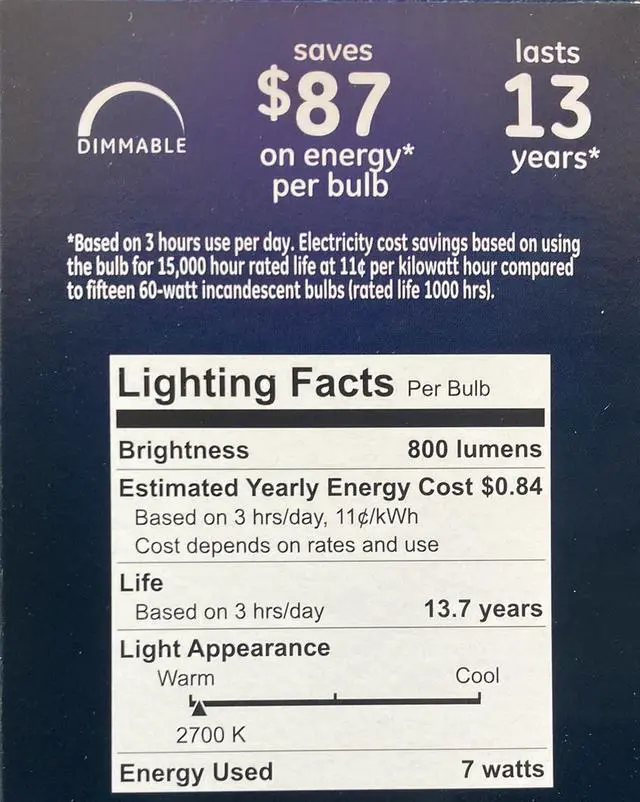 DIMMABLE
saves
$87
on energy*
per bulb
lasts
13
years*
*Based on 3 hours use per day. Electricity cost savings based on using
the bulb for 15,000 hour rated life at 11¢ per kilowatt hour compared
to fifteen 60-watt incandescent bulbs (rated life 1000 hrs).
Lighting Facts Per Bulb
Brightness 800 lumens
Estimated Yearly Energy Cost $0.84
Based on 3 hrs/day, 11¢/kWh
Cost depends on rates and use
Life
Based on 3 hrs/day 13.7 years
Light Appearance
Warm Cool
2700 K
Energy Used 7 watts